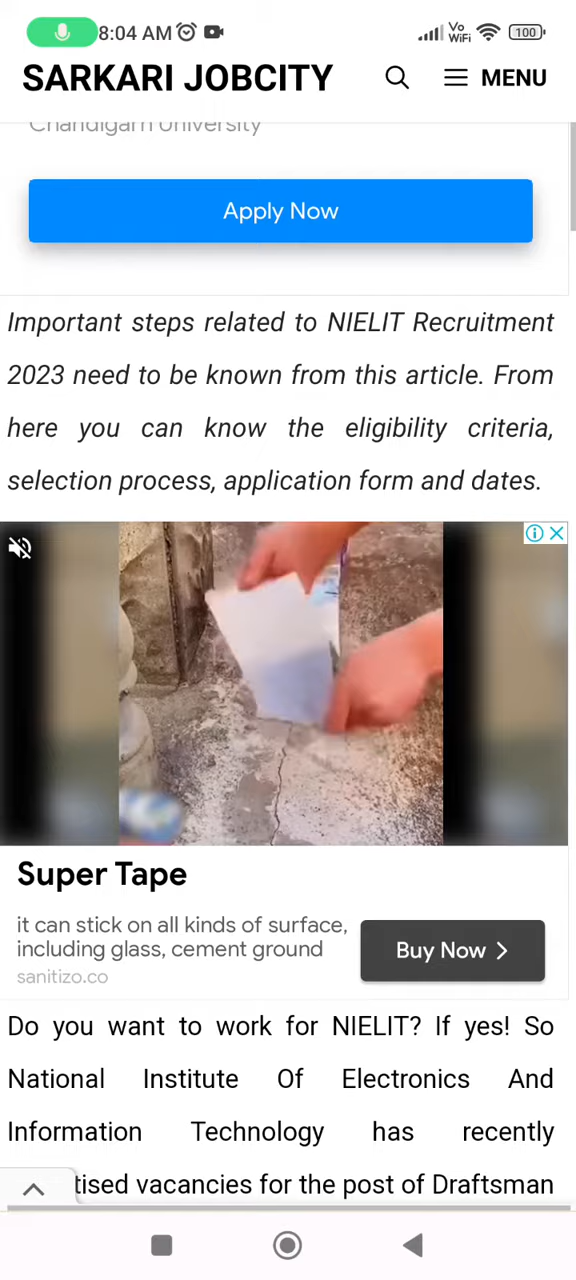 8:04 AM
Vo
WiFi
100
SARKARI JOBCITY
MENU
Chandigarh University
Apply Now
Important steps related to NIELIT Recruitment
2023 need to be known from this article. From
here you can know the eligibility criteria,
selection process, application form and dates.
Super Tape
it can stick on all kinds of surface,
including glass, cement ground
sanitizo.co
Buy Now
Do you want to work for NIELIT? If yes! So
National Institute Of Electronics And
Information Technology has recently
tised vacancies for the post of Draftsman